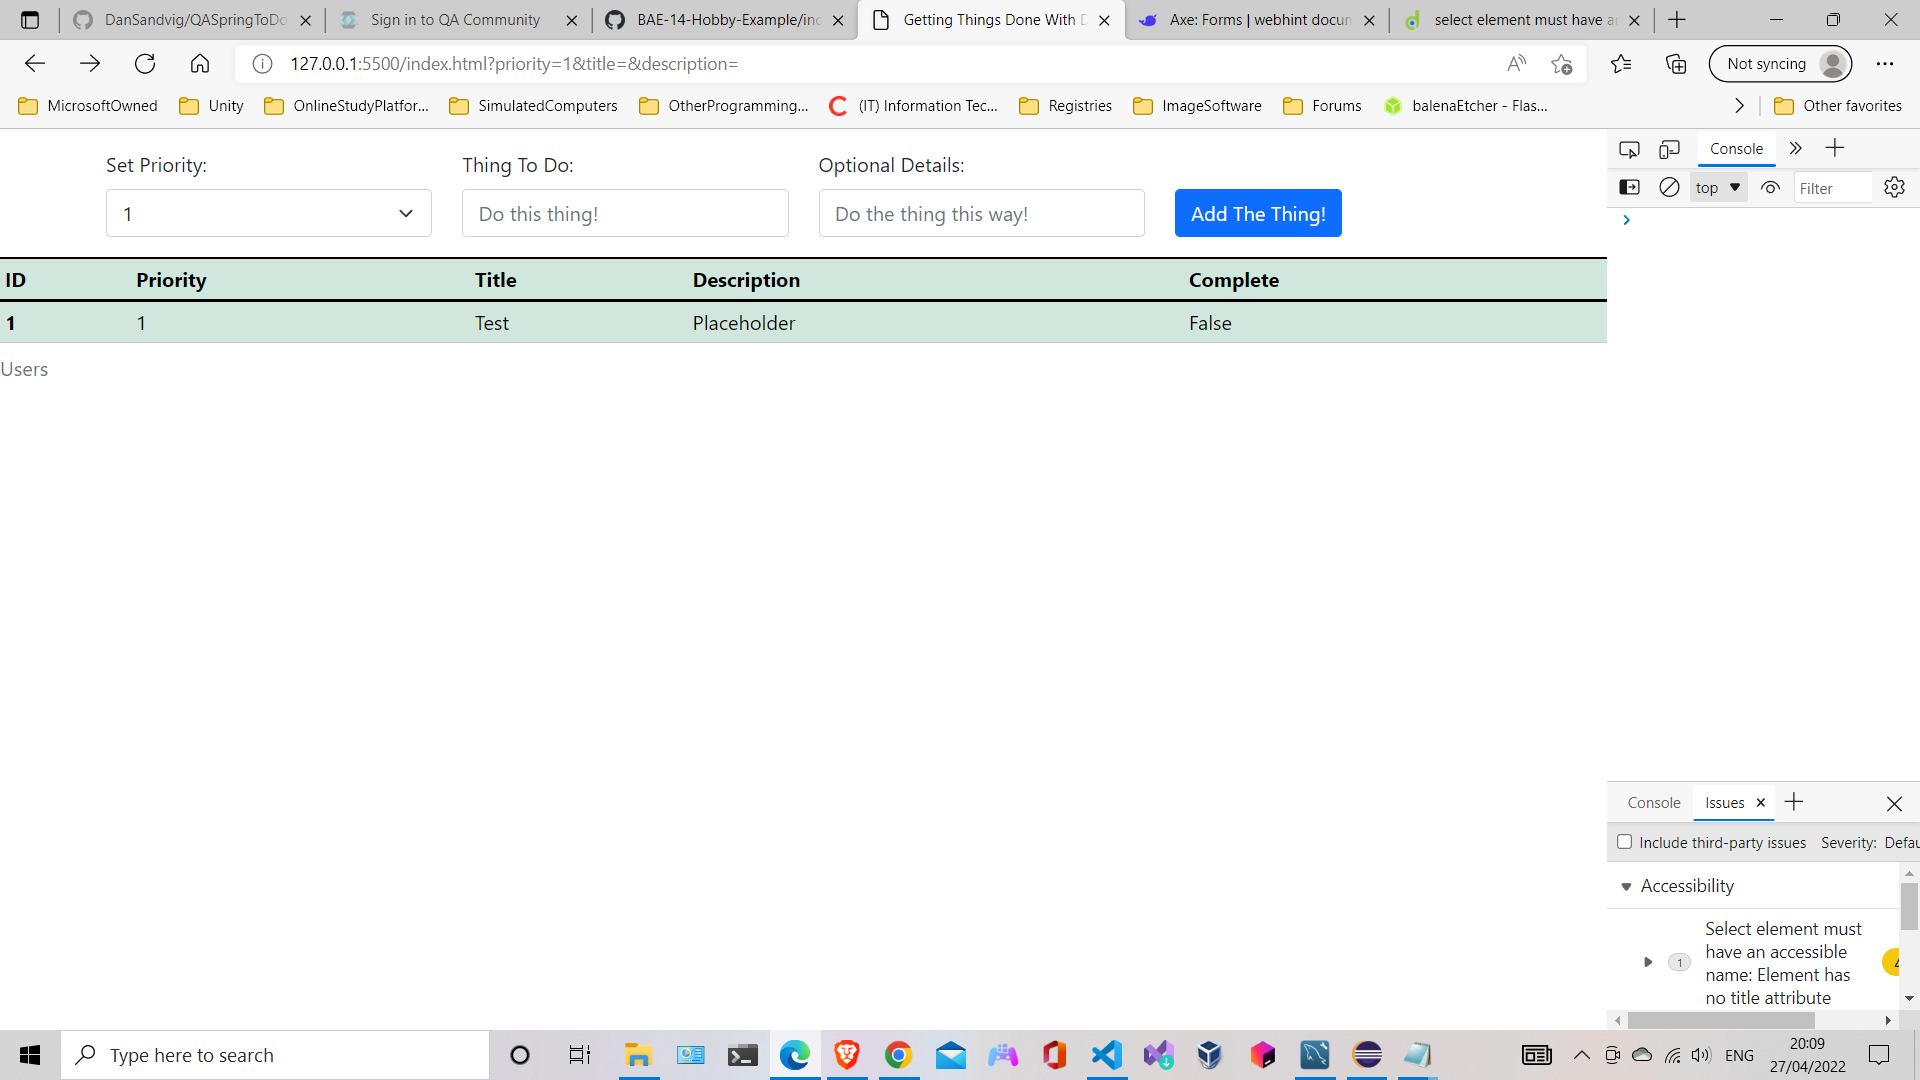 DanSandvig/QASpringToDo
Sign in to QA Community
BAE-14-Hobby-Example/inc
Getting Things Done With D
Axe: Forms | webhint docum
select element must have a
127.0.0.1:5500/index.html?priority=1&title=&description=
Not syncing
MicrosoftOwned
Unity
OnlineStudyPlatfor...
SimulatedComputers
OtherProgramming...
(IT) Information Tec...
Registries
ImageSoftware
Forums
balenaEtcher - Flas...
Other favorites
Set Priority:
Thing To Do:
Optional Details:
1
Do this thing!
Do the thing this way!
Add The Thing!
ID Priority Title Description Complete
1 1 Test Placeholder False
Users
Console
top
Filter
Console
Issues
Include third-party issues
Severity: Defau
Accessibility
1
Select element must
have an accessible
name: Element has
no title attribute
Type here to search
ENG
20:09
27/04/2022